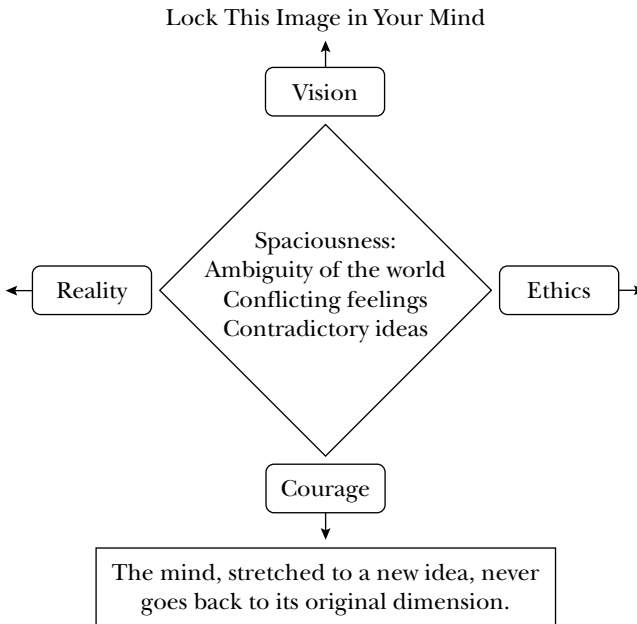 Lock This Image in Your Mind
Vision
Spaciousness:
Ambiguity of the world
Conflicting feelings
Contradictory ideas
Reality
Ethics
Courage
The mind, stretched to a new idea, never
goes back to its original dimension.